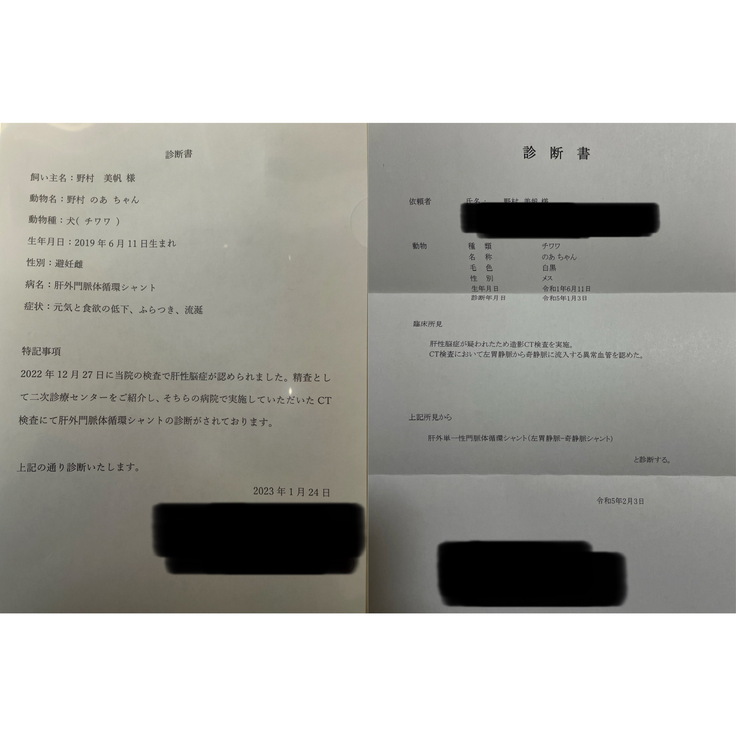 診断書
飼い主名：野村 美帆 様
動物名：野村 のあ ちゃん
動物種：犬( チワワ )
生年月日：2019 年 6 月 11 日生まれ
性別：避妊雌
病名：肝外門脈体循環シャント
症状：元気と食欲の低下、ふらつき、流涎
特記事項
2022 年 12 月 27 日に当院の検査で肝性脳症が認められました。精査とし
て二次診療センターをご紹介し、そちらの病院で実施していただいた CT
検査にて肝外門脈体循環シャントの診断がされております。
上記の通り診断いたします。
2023 年 1 月 24 日
診 断 書
依頼者 氏名： 野村 美帆 様
動物 種 類 チワワ
名 称 のあちゃん
毛 色 白黒
性 別 メス
生年月日 令和1年6月11日
診断年月日 令和5年1月3日
臨床所見
肝性脳症が疑われたため造影CT検査を実施。
CT検査において左胃静脈から奇静脈に流入する異常血管を認めた。
上記所見から
肝外単一性門脈体循環シャント(左胃静脈-奇静脈シャント)
と診断する。
令和5年2月3日